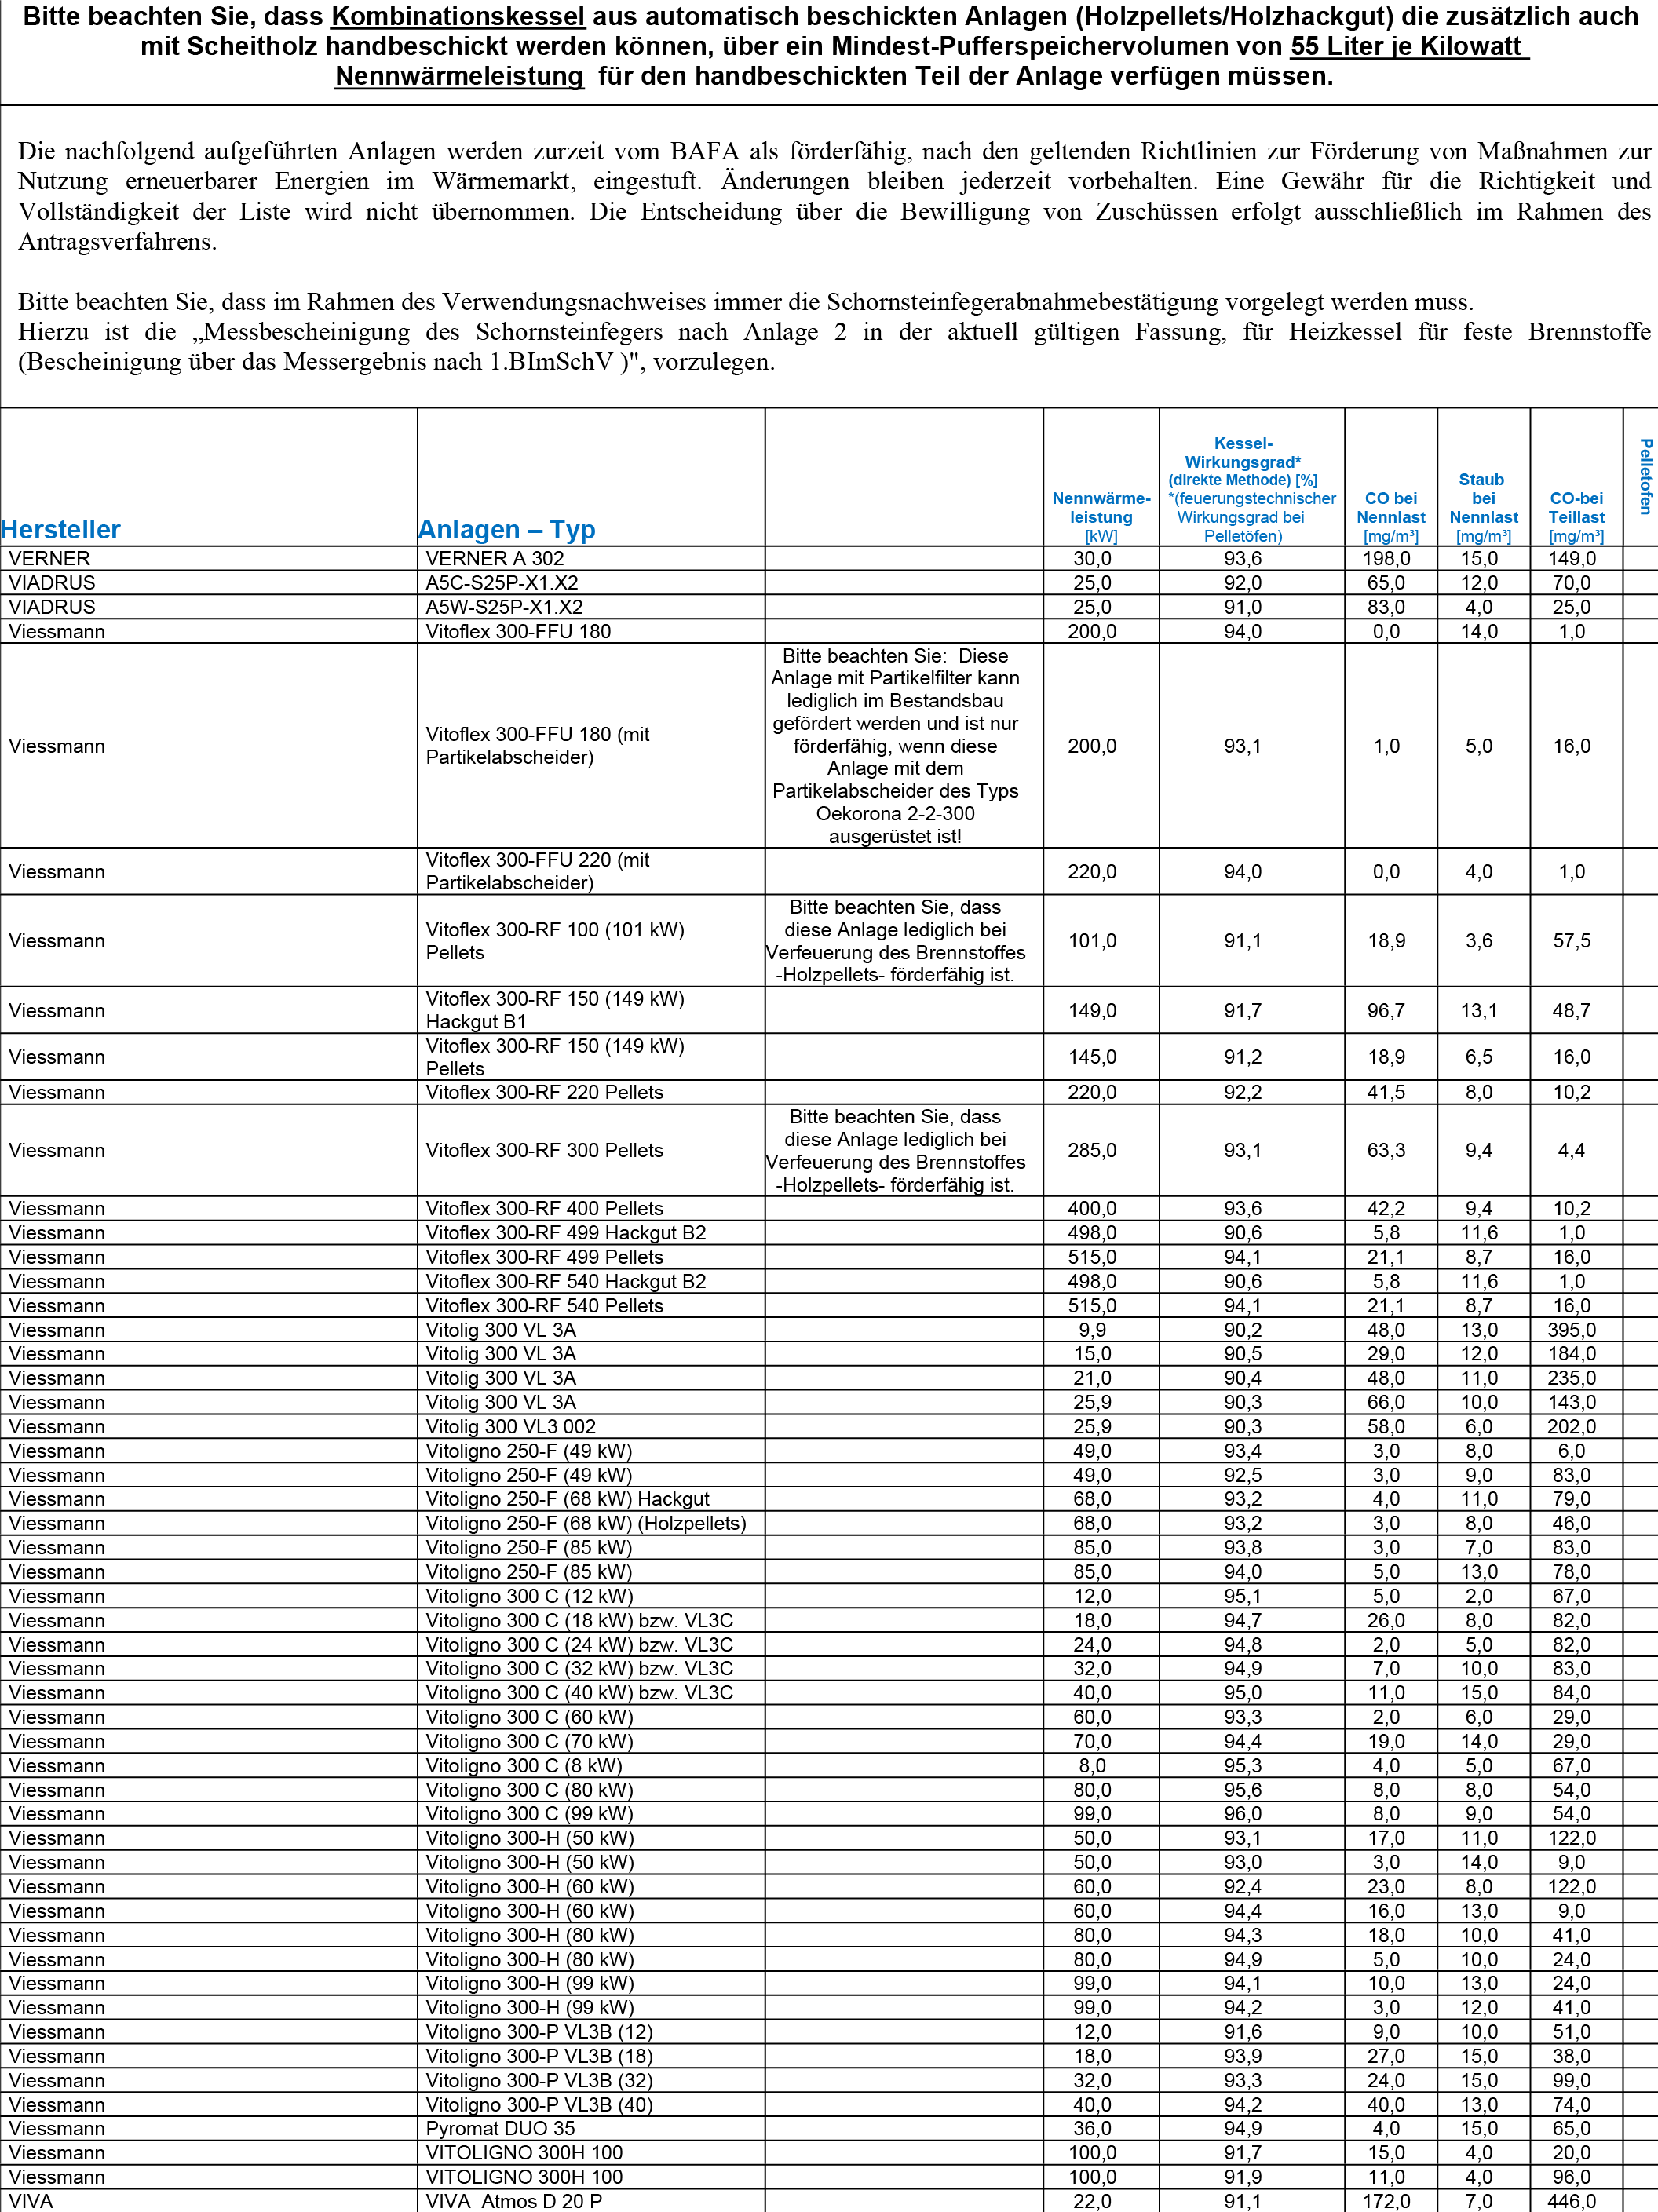 Bitte beachten Sie, dass Kombinationskessel aus automatisch beschickten Anlagen (Holzpellets/Holzhackgut) die zusätzlich auch
mit Scheitholz handbeschickt werden können, über ein Mindest-Pufferspeichervolumen von 55 Liter je Kilowatt
Nennwärmeleistung für den handbeschickten Teil der Anlage verfügen müssen.
Die nachfolgend aufgeführten Anlagen werden zurzeit vom BAFA als förderfähig, nach den geltenden Richtlinien zur Förderung von Maßnahmen zur
Nutzung erneuerbarer Energien im Wärmemarkt, eingestuft. Änderungen bleiben jederzeit vorbehalten. Eine Gewähr für die Richtigkeit und
Vollständigkeit der Liste wird nicht übernommen. Die Entscheidung über die Bewilligung von Zuschüssen erfolgt ausschließlich im Rahmen des
Antragsverfahrens.
Bitte beachten Sie, dass im Rahmen des Verwendungsnachweises immer die Schornsteinfegerabnahmebestätigung vorgelegt werden muss.
Hierzu ist die „Messbescheinigung des Schornsteinfegers nach Anlage 2 in der aktuell gültigen Fassung, für Heizkessel für feste Brennstoffe
(Bescheinigung über das Messergebnis nach 1.BImSchV )", vorzulegen.
Hersteller
Anlagen – Typ
Nennwärme-
leistung
[kW]
Kessel-
Wirkungsgrad*
(direkte Methode) [%]
*(feuerungstechnischer
Wirkungsgrad bei
Pelletöfen)
CO bei
Nennlast
[mg/m³]
Staub
bei
Nennlast
[mg/m³]
CO-bei
Teillast
[mg/m³]
Pelletofen
VERNER VERNER A 302 30,0 93,6 198,0 15,0 149,0
VIADRUS A5C-S25P-X1.X2 25,0 92,0 65,0 12,0 70,0
VIADRUS A5W-S25P-X1.X2 25,0 91,0 83,0 4,0 25,0
Viessmann Vitoflex 300-FFU 180 200,0 94,0 0,0 14,0 1,0
Viessmann
Vitoflex 300-FFU 180 (mit
Partikelabscheider)
Bitte beachten Sie: Diese
Anlage mit Partikelfilter kann
lediglich im Bestandsbau
gefördert werden und ist nur
förderfähig, wenn diese
Anlage mit dem
Partikelabscheider des Typs
Oekorona 2-2-300
ausgerüstet ist!
200,0 93,1 1,0 5,0 16,0
Viessmann
Vitoflex 300-FFU 220 (mit
Partikelabscheider)
220,0 94,0 0,0 4,0 1,0
Viessmann
Vitoflex 300-RF 100 (101 kW)
Pellets
Bitte beachten Sie, dass
diese Anlage lediglich bei
Verfeuerung des Brennstoffes
-Holzpellets- förderfähig ist.
101,0 91,1 18,9 3,6 57,5
Viessmann
Vitoflex 300-RF 150 (149 kW)
Hackgut B1
149,0 91,7 96,7 13,1 48,7
Viessmann
Vitoflex 300-RF 150 (149 kW)
Pellets
145,0 91,2 18,9 6,5 16,0
Viessmann Vitoflex 300-RF 220 Pellets 220,0 92,2 41,5 8,0 10,2
Viessmann
Vitoflex 300-RF 300 Pellets
Bitte beachten Sie, dass
diese Anlage lediglich bei
Verfeuerung des Brennstoffes
-Holzpellets- förderfähig ist.
285,0 93,1 63,3 9,4 4,4
Viessmann Vitoflex 300-RF 400 Pellets 400,0 93,6 42,2 9,4 10,2
Viessmann Vitoflex 300-RF 499 Hackgut B2 498,0 90,6 5,8 11,6 1,0
Viessmann Vitoflex 300-RF 499 Pellets 515,0 94,1 21,1 8,7 16,0
Viessmann Vitoflex 300-RF 540 Hackgut B2 498,0 90,6 5,8 11,6 1,0
Viessmann Vitoflex 300-RF 540 Pellets 515,0 94,1 21,1 8,7 16,0
Viessmann Vitolig 300 VL 3A 9,9 90,2 48,0 13,0 395,0
Viessmann Vitolig 300 VL 3A 15,0 90,5 29,0 12,0 184,0
Viessmann Vitolig 300 VL 3A 21,0 90,4 48,0 11,0 235,0
Viessmann Vitolig 300 VL 3A 25,9 90,3 66,0 10,0 143,0
Viessmann Vitolig 300 VL3 002 25,9 90,3 58,0 6,0 202,0
Viessmann Vitoligno 250-F (49 kW) 49,0 93,4 3,0 8,0 6,0
Viessmann Vitoligno 250-F (49 kW) 49,0 92,5 3,0 9,0 83,0
Viessmann Vitoligno 250-F (68 kW) Hackgut 68,0 93,2 4,0 11,0 79,0
Viessmann Vitoligno 250-F (68 kW) (Holzpellets) 68,0 93,2 3,0 8,0 46,0
Viessmann Vitoligno 250-F (85 kW) 85,0 93,8 3,0 7,0 83,0
Viessmann Vitoligno 250-F (85 kW) 85,0 94,0 5,0 13,0 78,0
Viessmann Vitoligno 300 C (12 kW) 12,0 95,1 5,0 2,0 67,0
Viessmann Vitoligno 300 C (18 kW) bzw. VL3C 18,0 94,7 26,0 8,0 82,0
Viessmann Vitoligno 300 C (24 kW) bzw. VL3C 24,0 94,8 2,0 5,0 82,0
Viessmann Vitoligno 300 C (32 kW) bzw. VL3C 32,0 94,9 7,0 10,0 83,0
Viessmann Vitoligno 300 C (40 kW) bzw. VL3C 40,0 95,0 11,0 15,0 84,0
Viessmann Vitoligno 300 C (60 kW) 60,0 93,3 2,0 6,0 29,0
Viessmann Vitoligno 300 C (70 kW) 70,0 94,4 19,0 14,0 29,0
Viessmann Vitoligno 300 C (8 kW) 8,0 95,3 4,0 5,0 67,0
Viessmann Vitoligno 300 C (80 kW) 80,0 95,6 8,0 8,0 54,0
Viessmann Vitoligno 300 C (99 kW) 99,0 96,0 8,0 9,0 54,0
Viessmann Vitoligno 300-H (50 kW) 50,0 93,1 17,0 11,0 122,0
Viessmann Vitoligno 300-H (50 kW) 50,0 93,0 3,0 14,0 9,0
Viessmann Vitoligno 300-H (60 kW) 60,0 92,4 23,0 8,0 122,0
Viessmann Vitoligno 300-H (60 kW) 60,0 94,4 16,0 13,0 9,0
Viessmann Vitoligno 300-H (80 kW) 80,0 94,3 18,0 10,0 41,0
Viessmann Vitoligno 300-H (80 kW) 80,0 94,9 5,0 10,0 24,0
Viessmann Vitoligno 300-H (99 kW) 99,0 94,1 10,0 13,0 24,0
Viessmann Vitoligno 300-H (99 kW) 99,0 94,2 3,0 12,0 41,0
Viessmann Vitoligno 300-P VL3B (12) 12,0 91,6 9,0 10,0 51,0
Viessmann Vitoligno 300-P VL3B (18) 18,0 93,9 27,0 15,0 38,0
Viessmann Vitoligno 300-P VL3B (32) 32,0 93,3 24,0 15,0 99,0
Viessmann Vitoligno 300-P VL3B (40) 40,0 94,2 40,0 13,0 74,0
Viessmann Pyromat DUO 35 36,0 94,9 4,0 15,0 65,0
Viessmann VITOLIGNO 300H 100 100,0 91,7 15,0 4,0 20,0
Viessmann VITOLIGNO 300H 100 100,0 91,9 11,0 4,0 96,0
VIVA VIVA Atmos D 20 P 22,0 91,1 172,0 7,0 446,0